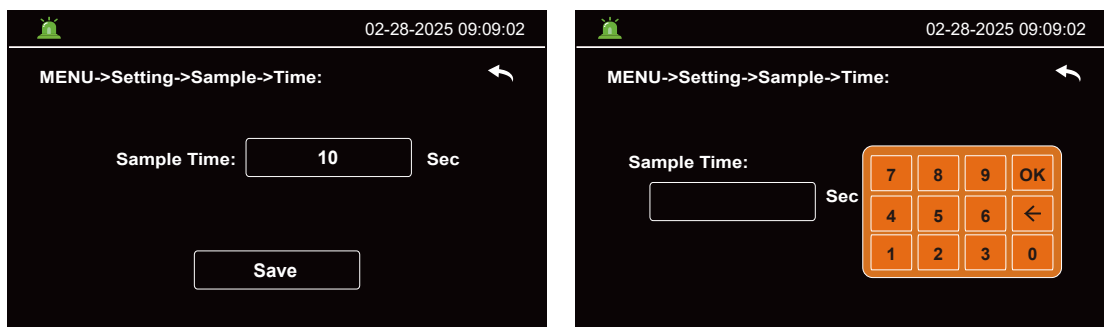 02-28-2025 09:09:02
MENU->Setting->Sample->Time:
Sample Time: 10 Sec
Save
02-28-2025 09:09:02
MENU->Setting->Sample->Time:
Sample Time:
Sec
7 8 9 OK
4 5 6 ←
1 2 3 0